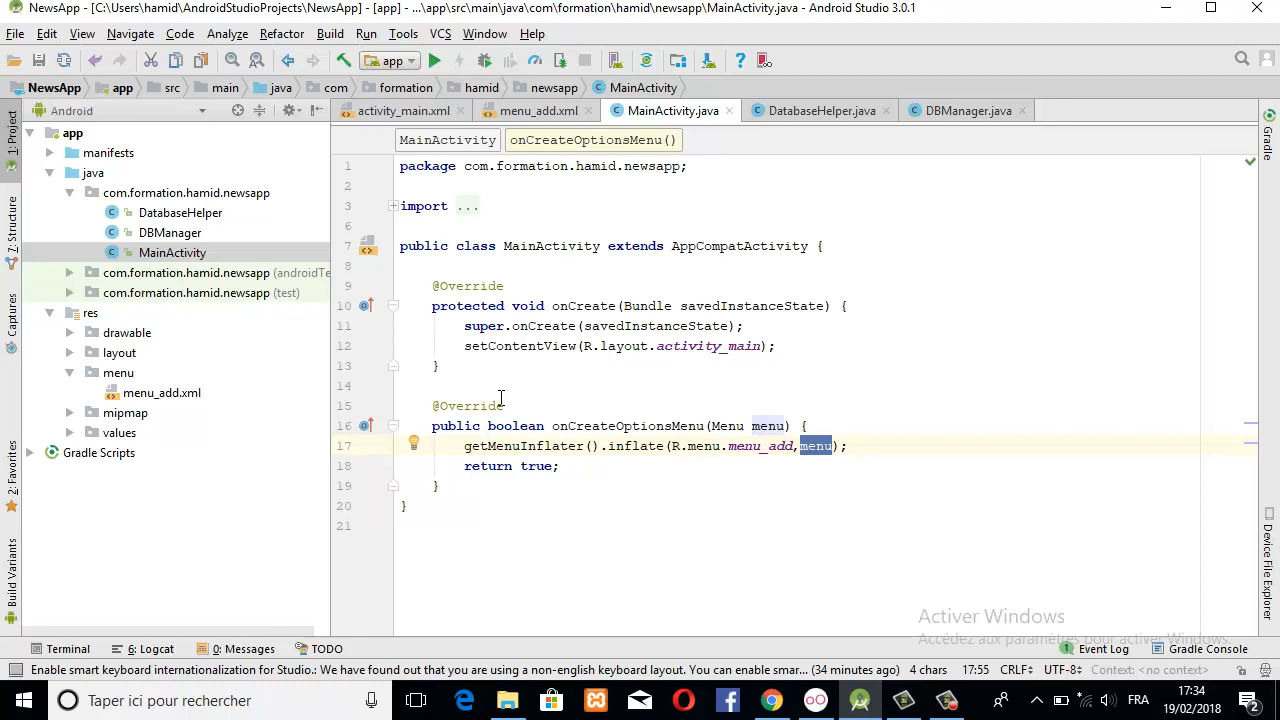 NewsApp - [C:\Users\hamid\AndroidStudioProjects\NewsApp] - [app] - ...\app\src\main\java\com\formation\hamid\newsapp\MainActivity.java - Android Studio 3.0.1
File Edit View Navigate Code Analyze Refactor Build Run Tools VCS Window Help
app
NewsApp app src main java com formation hamid newsapp MainActivity
Android
activity_main.xml menu_add.xml MainActivity.java DatabaseHelper.java DBManager.java
1: Project
7: Structure
Captures
2: Favorites
Build Variants
app
manifests
java
com.formation.hamid.newsapp
DatabaseHelper
DBManager
MainActivity
com.formation.hamid.newsapp (androidTe
com.formation.hamid.newsapp (test)
res
drawable
layout
menu
menu_add.xml
mipmap
values
Gradle Scripts
MainActivity onCreateOptionsMenu()
1 package com.formation.hamid.newsapp;
2
3 import ...
6
7 public class MainActivity extends AppCompatActivity {
8
9 @Override
10 protected void onCreate(Bundle savedInstanceState) {
11 super.onCreate(savedInstanceState);
12 setContentView(R.layout.activity_main);
13 }
14
15 @Override
16 public boolean onCreateOptionsMenu(Menu menu) {
17 getMenuInflater().inflate(R.menu.menu_add,menu);
18 return true;
19 }
20 }
21
Gradle
Device File Explorer
Activer Windows
Accédez aux paramètres pour activer Windows.
Terminal 6: Logcat 0: Messages TODO 1 Event Log Gradle Console
Enable smart keyboard internationalization for Studio.: We have found out that you are using a non-english keyboard layout. You can enable smar... (34 minutes ago) 4 chars 17:55 CRLF UTF-8 Context: <no context>
Taper ici pour rechercher
FRA
17:34
19/02/2018
2